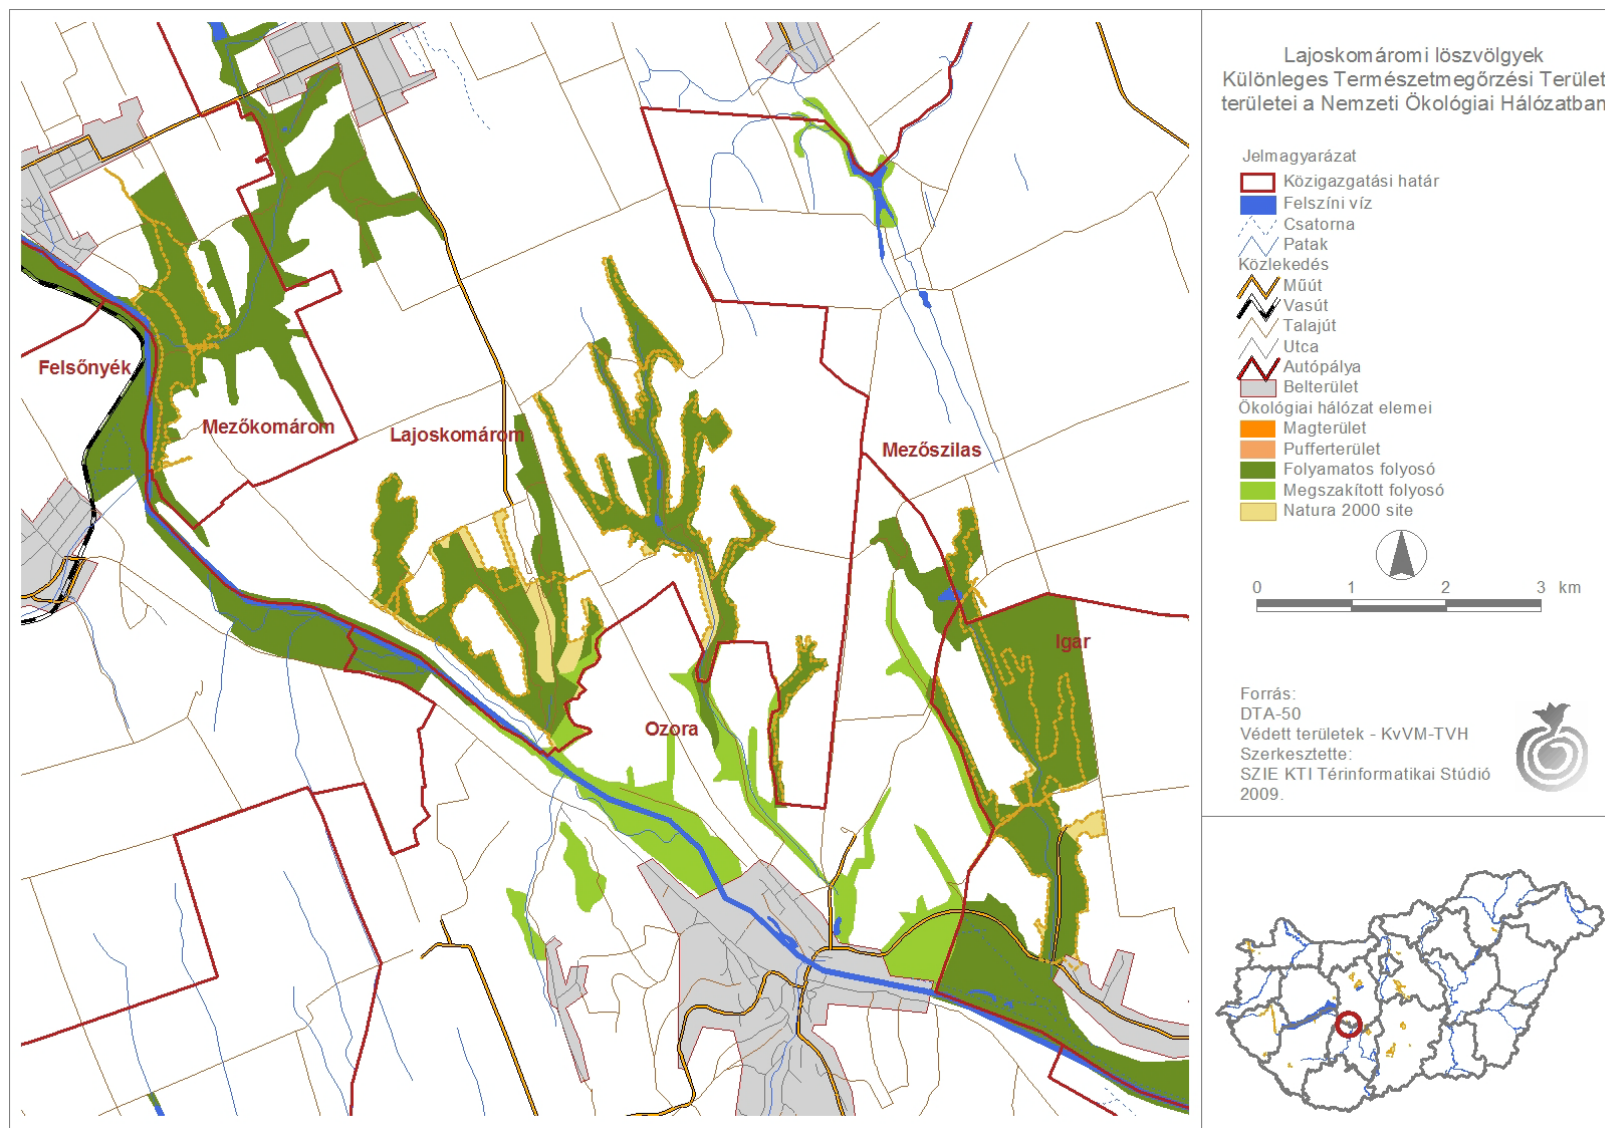 Lajoskomáromi löszvölgyek
Különleges Természetmegőrzési Terület
területei a Nemzeti Ökológiai Hálózatban
Jelmagyarázat
Közigazgatási határ
Felszíni víz
Csatorna
Patak
Közlekedés
Műút
Vasút
Talajút
Utca
Autópálya
Belterület
Ökológiai hálózat elemei
Magterület
Pufferterület
Folyamatos folyosó
Megszakított folyosó
Natura 2000 site
0 1 2 3 km
Forrás:
DTA-50
Védett területek - KvVM-TVH
Szerkesztette:
SZIE KTI Térinformatikai Stúdió
2009.
Felsőnyék
Mezőkomárom
Lajoskomárom
Mezőszilas
Igar
Ozora